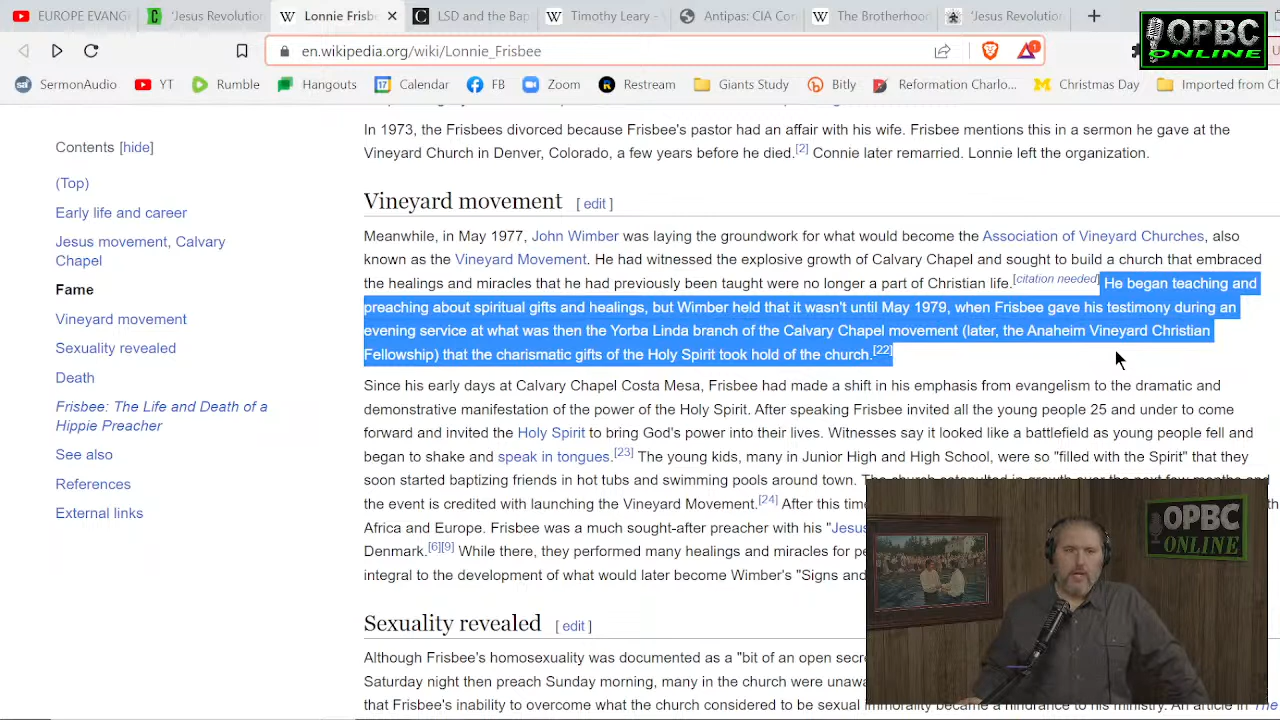 EUROPE EVANG
'Jesus Revolution
Lonnie Frisb
LSD and the Bap
Timothy Leary -
Antipas: CIA Cor
The Brotherhood
'Jesus Revolution
OPBC
ONLINE
en.wikipedia.org/wiki/Lonnie_Frisbee
1
SermonAudio
YT
Rumble
Hangouts
17
Calendar
FB
Zoom
Restream
Giants Study
Bitly
Reformation Charlo...
Christmas Day
Imported from Ch
Contents [hide]
(Top)
Early life and career
Jesus movement, Calvary
Chapel
Fame
Vineyard movement
Sexuality revealed
Death
Frisbee: The Life and Death of a
Hippie Preacher
See also
References
External links
In 1973, the Frisbees divorced because Frisbee's pastor had an affair with his wife. Frisbee mentions this in a sermon he gave at the
Vineyard Church in Denver, Colorado, a few years before he died.[2] Connie later remarried. Lonnie left the organization.
Vineyard movement [ edit ]
Meanwhile, in May 1977, John Wimber was laying the groundwork for what would become the Association of Vineyard Churches, also
known as the Vineyard Movement. He had witnessed the explosive growth of Calvary Chapel and sought to build a church that embraced
the healings and miracles that he had previously been taught were no longer a part of Christian life.[citation needed] He began teaching and
preaching about spiritual gifts and healings, but Wimber held that it wasn't until May 1979, when Frisbee gave his testimony during an
evening service at what was then the Yorba Linda branch of the Calvary Chapel movement (later, the Anaheim Vineyard Christian
Fellowship) that the charismatic gifts of the Holy Spirit took hold of the church.[22]
Since his early days at Calvary Chapel Costa Mesa, Frisbee had made a shift in his emphasis from evangelism to the dramatic and
demonstrative manifestation of the power of the Holy Spirit. After speaking Frisbee invited all the young people 25 and under to come
forward and invited the Holy Spirit to bring God's power into their lives. Witnesses say it looked like a battlefield as young people fell and
began to shake and speak in tongues.[23] The young kids, many in Junior High and High School, were so "filled with the Spirit" that they
soon started baptizing friends in hot tubs and swimming pools around town. The church
the event is credited with launching the Vineyard Movement.[24] After this time
Africa and Europe. Frisbee was a much sought-after preacher with his "Jesus
Denmark.[6][9] While there, they performed many healings and miracles for pe
integral to the development of what would later become Wimber's "Signs and
Sexuality revealed [ edit ]
Although Frisbee's homosexuality was documented as a "bit of an open secre
Saturday night then preach Sunday morning, many in the church were unawa
that Frisbee's inability to overcome what the church considered to be sexual
OPBC
ONLINE